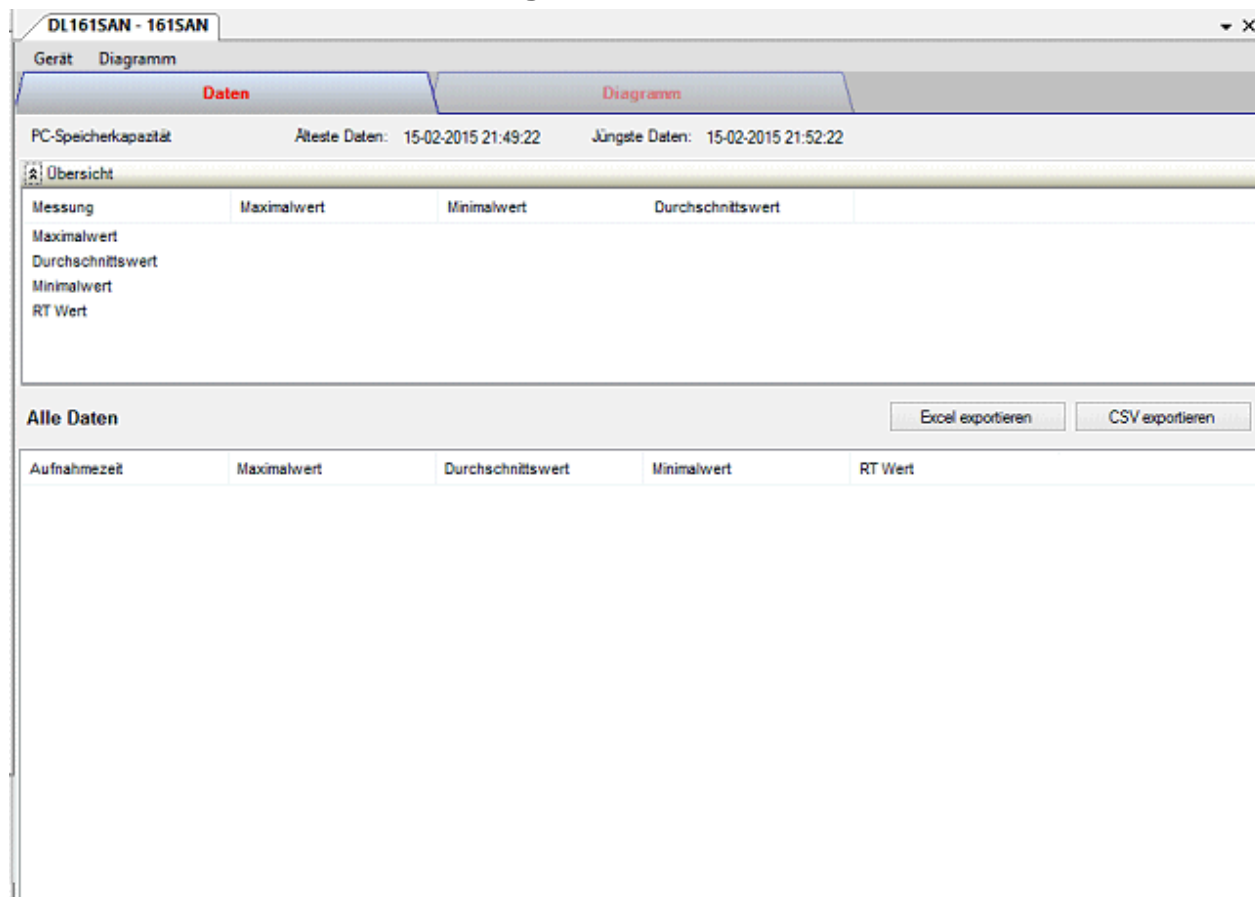 DL161SAN - 161SAN
Gerät Diagramm
Daten Diagramm
PC-Speicherkapazität Älteste Daten: 15-02-2015 21:49:22 Jüngste Daten: 15-02-2015 21:52:22
Übersicht
Messung Maximalwert Minimalwert Durchschnittswert
Maximalwert
Durchschnittswert
Minimalwert
RT Wert
Alle Daten Excel exportieren CSV exportieren
Aufnahmezeit Maximalwert Durchschnittswert Minimalwert RT Wert